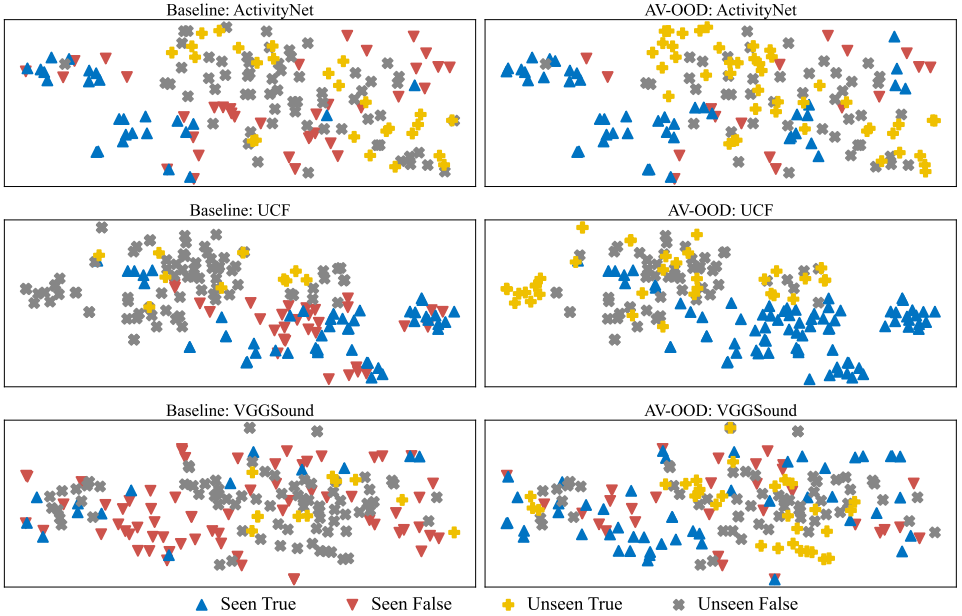 Baseline: ActivityNet
AV-OOD: ActivityNet
Baseline: UCF
AV-OOD: UCF
Baseline: VGGSound
AV-OOD: VGGSound
Seen True Seen False Unseen True Unseen False